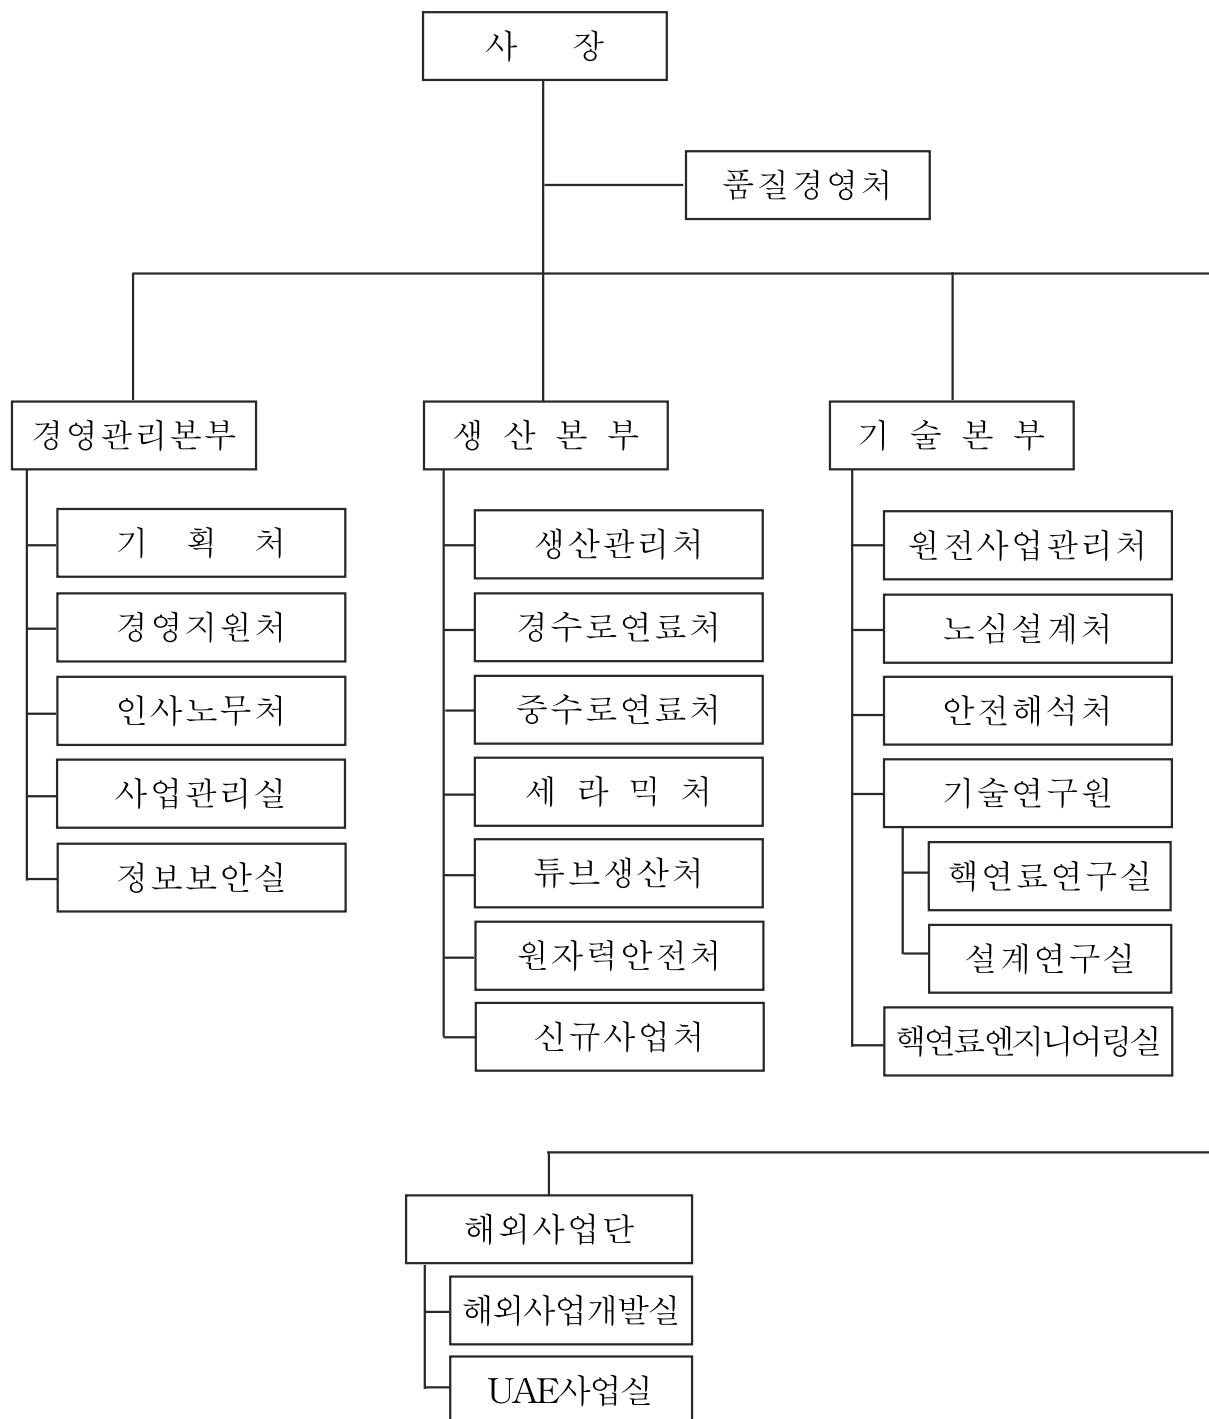 사 장
품질경영처
경영관리본부
기 획 처
경영지원처
인사노무처
사업관리실
정보보안실
생 산 본 부
생산관리처
경수로연료처
중수로연료처
세 라 믹 처
튜브생산처
원자력안전처
신규사업처
기 술 본 부
원전사업관리처
노심설계처
안전해석처
기술연구원
핵연료연구실
설계연구실
핵연료엔지니어링실
해외사업단
해외사업개발실
UAE사업실